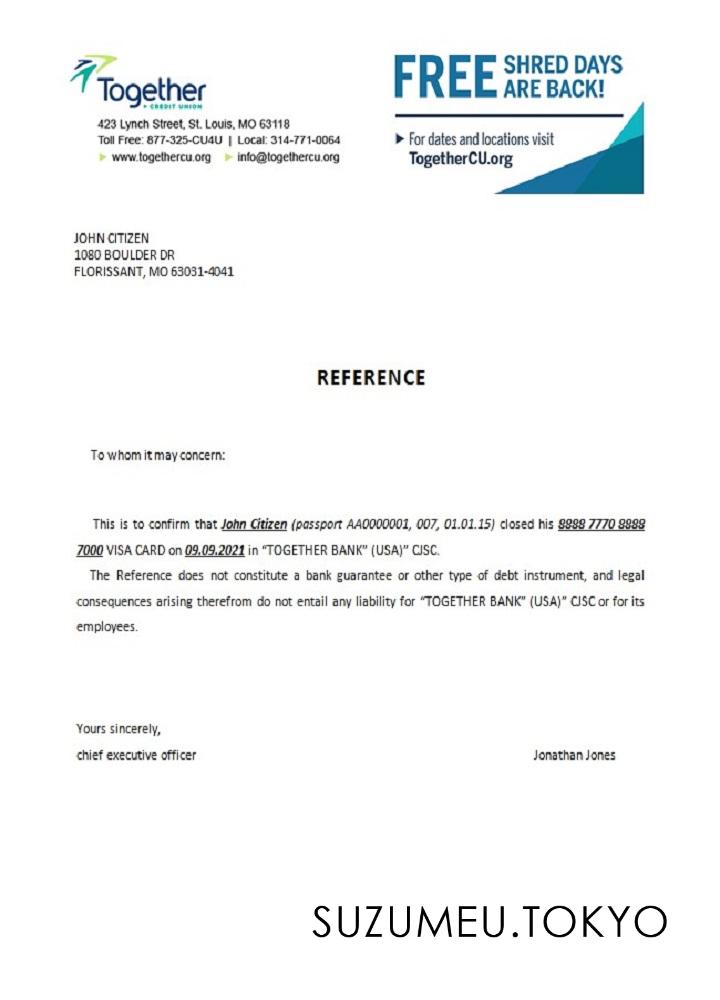 Together
CREDIT UNION
423 Lynch Street, St. Louis, MO 63118
Toll Free: 877-325-CU4U | Local: 314-771-0064
www.togethercu.org info@togethercu.org
FREE SHRED DAYS
ARE BACK!
For dates and locations visit
TogetherCU.org
JOHN CITIZEN
1080 BOULDER DR
FLORISSANT, MO 63031-4041
REFERENCE
To whom it may concern:
This is to confirm that John Citizen (passport AA0000001, 007, 01.01.15) closed his 8888 7770 8888
7000 VISA CARD on 09.09.2021 in “TOGETHER BANK” (USA)” CJSC.
The Reference does not constitute a bank guarantee or other type of debt instrument, and legal
consequences arising therefrom do not entail any liability for “TOGETHER BANK” (USA)” CJSC or for its
employees.
Yours sincerely,
chief executive officer Jonathan Jones
SUZUMEU.TOKYO